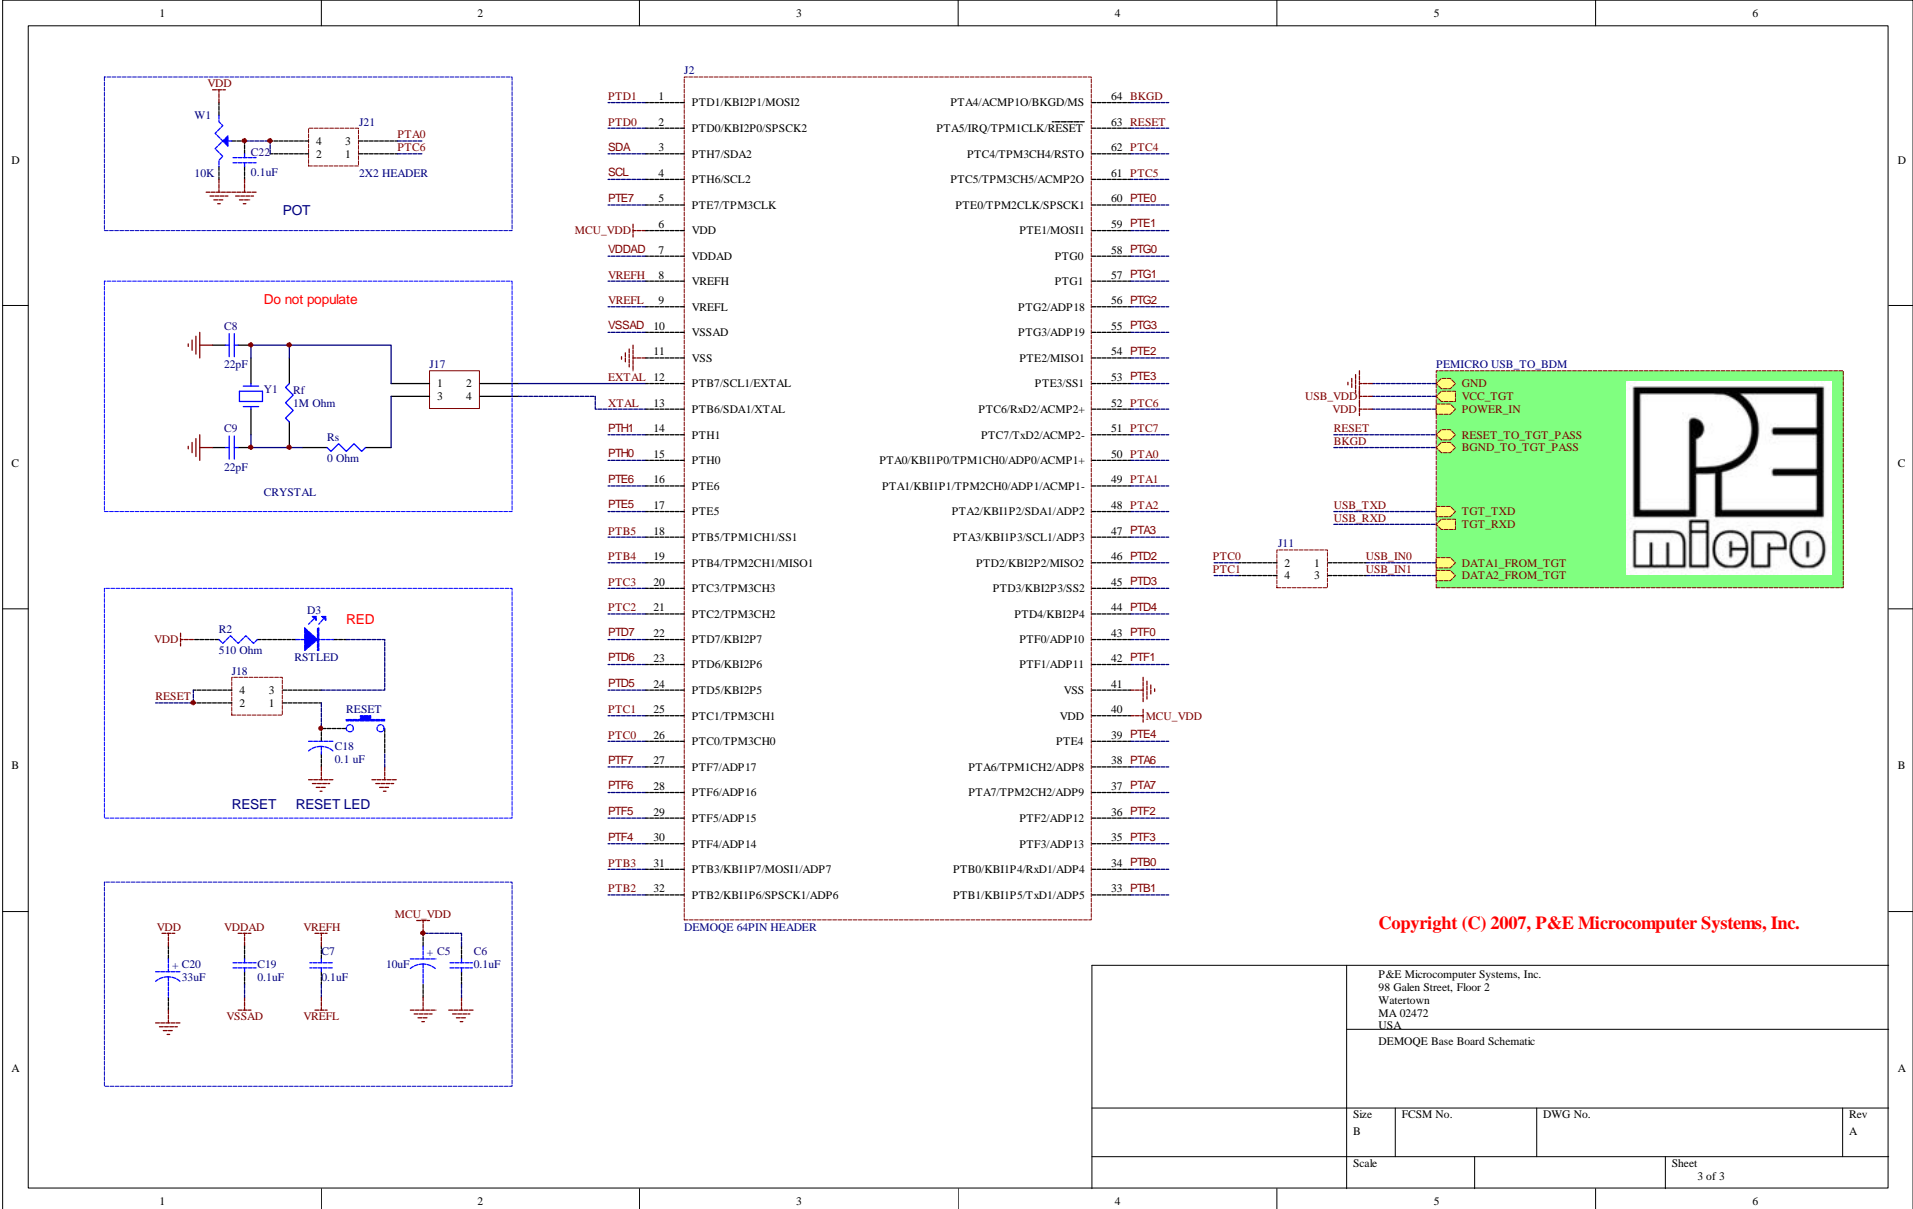 1 2 3 4 5 6
D
C
B
A
VDD
W1
10K
C22
0.1uF
J21
4 3
2 1
PTA0
PTC6
2X2 HEADER
POT
Do not populate
C8
22pF
Y1
Rf
1M Ohm
C9
22pF
Rs
0 Ohm
J17
1 2
3 4
CRYSTAL
D3
RED
VDD
R2
510 Ohm
RSTLED
J18
4 3
2 1
RESET
RESET
C18
0.1 uF
RESET RESET LED
VDD
C20
+
33uF
VDDAD
C19
0.1uF
VSSAD
VREFH
C7
0.1uF
VREFL
MCU_VDD
+ C5
10uF
C6
0.1uF
J2
PTD1 1 PTD1/KBI2P1/MOSI2
PTD0 2 PTD0/KBI2P0/SPSCK2
SDA 3 PTH7/SDA2
SCL 4 PTH6/SCL2
PTE7 5 PTE7/TPM3CLK
MCU_VDD 6 VDD
VDDAD 7 VDDAD
VREFH 8 VREFH
VREFL 9 VREFL
VSSAD 10 VSSAD
11 VSS
EXTAL 12 PTB7/SCL1/EXTAL
XTAL 13 PTB6/SDA1/XTAL
PTH1 14 PTH1
PTH0 15 PTH0
PTE6 16 PTE6
PTE5 17 PTE5
PTB5 18 PTB5/TPM1CH1/SS1
PTB4 19 PTB4/TPM2CH1/MISO1
PTC3 20 PTC3/TPM3CH3
PTC2 21 PTC2/TPM3CH2
PTD7 22 PTD7/KBI2P7
PTD6 23 PTD6/KBI2P6
PTD5 24 PTD5/KBI2P5
PTC1 25 PTC1/TPM3CH1
PTC0 26 PTC0/TPM3CH0
PTF7 27 PTF7/ADP17
PTF6 28 PTF6/ADP16
PTF5 29 PTF5/ADP15
PTF4 30 PTF4/ADP14
PTB3 31 PTB3/KBI1P7/MOSI1/ADP7
PTB2 32 PTB2/KBI1P6/SPSCK1/ADP6
PTA4/ACMP1O/BKGD/MS 64 BKGD
PTA5/IRQ/TPM1CLK/RESET 63 RESET
PTC4/TPM3CH4/RSTO 62 PTC4
PTC5/TPM3CH5/ACMP2O 61 PTC5
PTE0/TPM2CLK/SPSCK1 60 PTE0
PTE1/MOSI1 59 PTE1
PTG0 58 PTG0
PTG1 57 PTG1
PTG2/ADP18 56 PTG2
PTG3/ADP19 55 PTG3
PTE2/MISO1 54 PTE2
PTE3/SS1 53 PTE3
PTC6/RxD2/ACMP2+ 52 PTC6
PTC7/TxD2/ACMP2- 51 PTC7
PTA0/KBI1P0/TPM1CH0/ADP0/ACMP1+ 50 PTA0
PTA1/KBI1P1/TPM2CH0/ADP1/ACMP1- 49 PTA1
PTA2/KBI1P2/SDA1/ADP2 48 PTA2
PTA3/KBI1P3/SCL1/ADP3 47 PTA3
PTD2/KBI2P2/MISO2 46 PTD2
PTD3/KBI2P3/SS2 45 PTD3
PTD4/KBI2P4 44 PTD4
PTF0/ADP10 43 PTF0
PTF1/ADP11 42 PTF1
VSS 41
VDD 40 MCU_VDD
PTE4 39 PTE4
PTA6/TPM1CH2/ADP8 38 PTA6
PTA7/TPM2CH2/ADP9 37 PTA7
PTF2/ADP12 36 PTF2
PTF3/ADP13 35 PTF3
PTB0/KBI1P4/RxD1/ADP4 34 PTB0
PTB1/KBI1P5/TxD1/ADP5 33 PTB1
DEMOQE 64PIN HEADER
PEMICRO USB_TO_BDM
GND
USB_VDD VCC_TGT
VDD POWER_IN
RESET RESET_TO_TGT_PASS
BKGD BGND_TO_TGT_PASS
USB_TXD TGT_TXD
USB_RXD TGT_RXD
J11
PTC0 2 1 USB_IN0 DATA1_FROM_TGT
PTC1 4 3 USB_IN1 DATA2_FROM_TGT
PE
micro
Copyright (C) 2007, P&E Microcomputer Systems, Inc.
P&E Microcomputer Systems, Inc.
98 Galen Street, Floor 2
Watertown
MA 02472
USA
DEMOQE Base Board Schematic
Size FCSM No. DWG No. Rev
B A
Scale Sheet
3 of 3
D
C
B
A
1 2 3 4 5 6